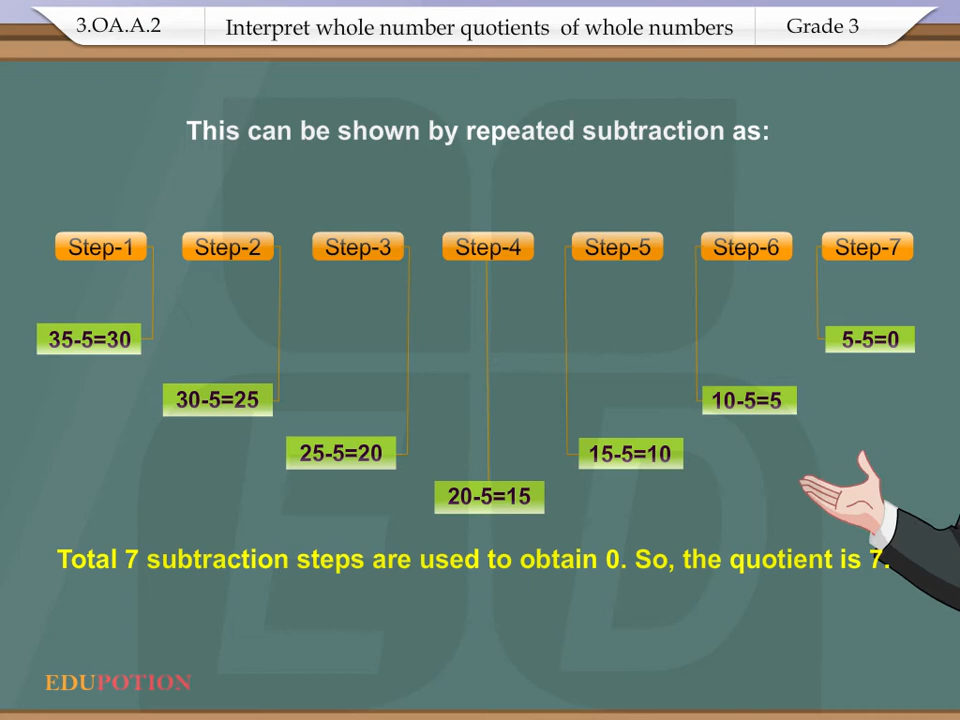 3.OA.A.2
Interpret whole number quotients of whole numbers
Grade 3
This can be shown by repeated subtraction as:
Step-1
Step-2
Step-3
Step-4
Step-5
Step-6
Step-7
35-5=30
30-5=25
25-5=20
20-5=15
15-5=10
10-5=5
5-5=0
Total 7 subtraction steps are used to obtain 0. So, the quotient is 7.
EDUPOTION
ED